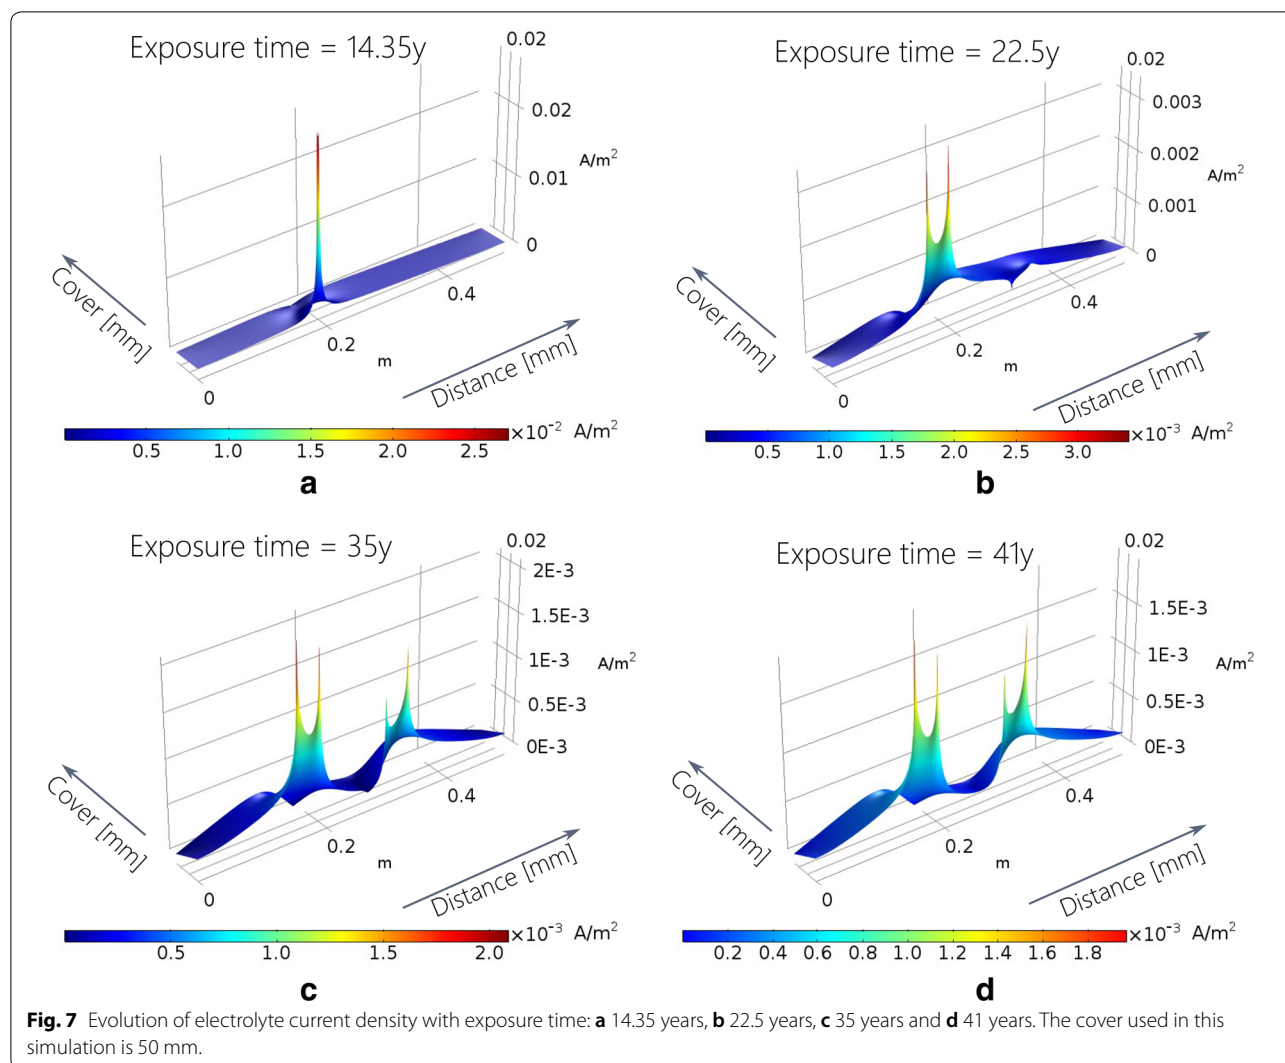 Exposure time = 14.35y
0.02
0.02
A/m²
0.01
0
0.4
0.2
m
0
Cover [mm]
Distance [mm]
0.5 1.0 1.5 2.0 2.5 ×10⁻² A/m²
a
Exposure time = 22.5y
0.02
0.003
0.002
A/m²
0.001
0
0.4
0.2
m
0
Cover [mm]
Distance [mm]
0.5 1.0 1.5 2.0 2.5 3.0 ×10⁻³ A/m²
b
Exposure time = 35y
0.02
2E-3
1.5E-3
1E-3
A/m²
0.5E-3
0E-3
0.4
0.2
m
0
Cover [mm]
Distance [mm]
0.5 1.0 1.5 2.0 ×10⁻³ A/m²
c
Exposure time = 41y
0.02
1.5E-3
1E-3
A/m²
0.5E-3
0E-3
0.4
0.2
m
0
Cover [mm]
Distance [mm]
0.2 0.4 0.6 0.8 1.0 1.2 1.4 1.6 1.8 ×10⁻³ A/m²
d
Fig. 7 Evolution of electrolyte current density with exposure time: a 14.35 years, b 22.5 years, c 35 years and d 41 years. The cover used in this
simulation is 50 mm.